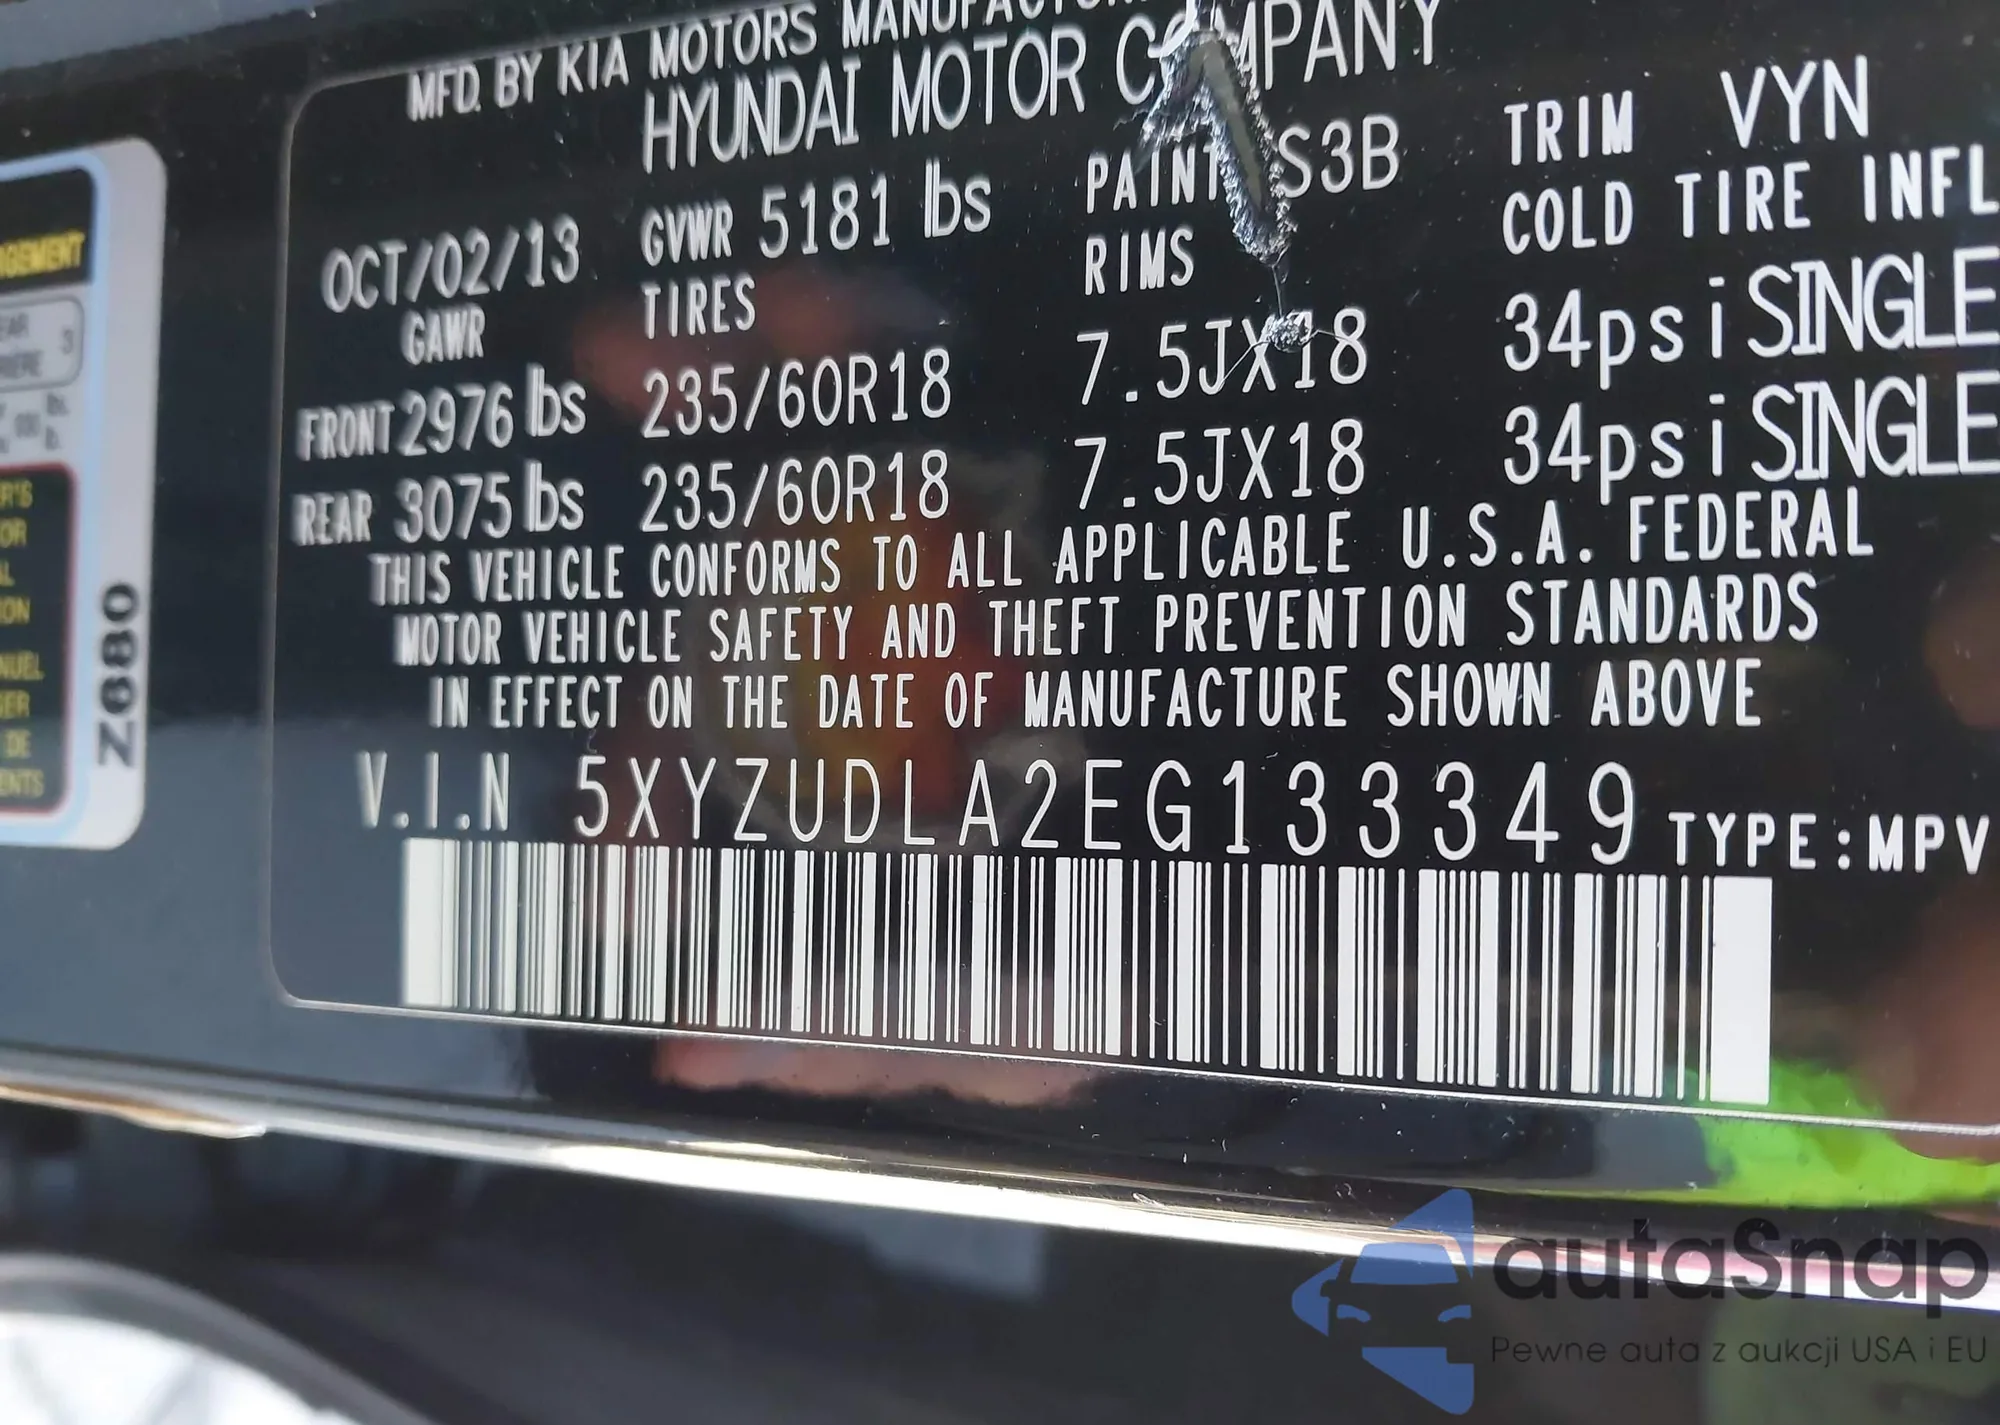 MFD. BY KIA MOTORS
HYUNDAI MOTOR COMPANY
OCT/02/13 GVWR 5181 lbs PAINT S3B TRIM VYN
GAWR TIRES RIMS COLD TIRE INFL
FRONT 2976 lbs 235/60R18 7.5JX18 34psi SINGLE
REAR 3075 lbs 235/60R18 7.5JX18 34psi SINGLE
THIS VEHICLE CONFORMS TO ALL APPLICABLE U.S.A. FEDERAL
MOTOR VEHICLE SAFETY AND THEFT PREVENTION STANDARDS
IN EFFECT ON THE DATE OF MANUFACTURE SHOWN ABOVE
V.I.N 5XYZUDLA2EG133349 TYPE:MPV
Z680
autaSnap
Pewne auta z aukcji USA i EU